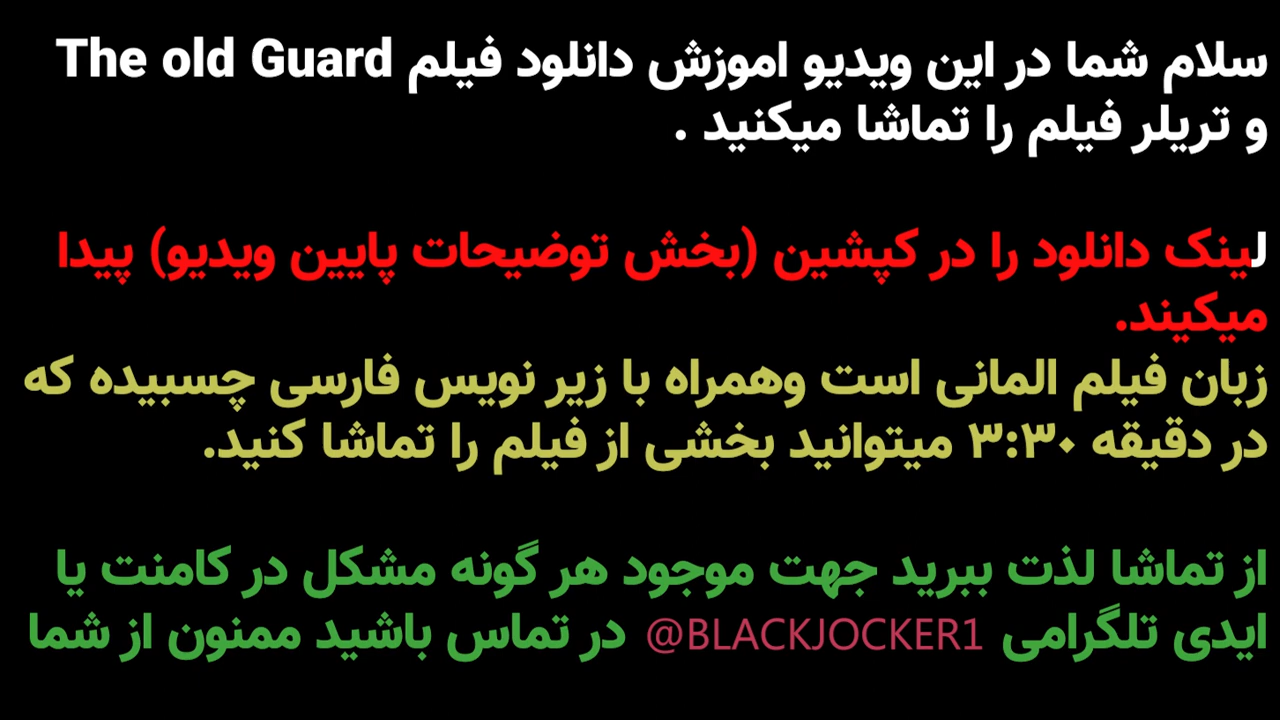 سلام شما در این ویدیو اموزش دانلود فیلم The old Guard
و تریلر فیلم را تماشا میکنید .
لینک دانلود را در کپشین (بخش توضیحات پایین ویدیو) پیدا
میکیند.
زبان فیلم المانی است وهمراه با زیر نویس فارسی چسبیده که
در دقیقه ۳:۳۰ میتوانید بخشی از فیلم را تماشا کنید.
از تماشا لذت ببرید جهت موجود هر گونه مشکل در کامنت یا
ایدی تلگرامی @BLACKJOCKER1 در تماس باشید ممنون از شما